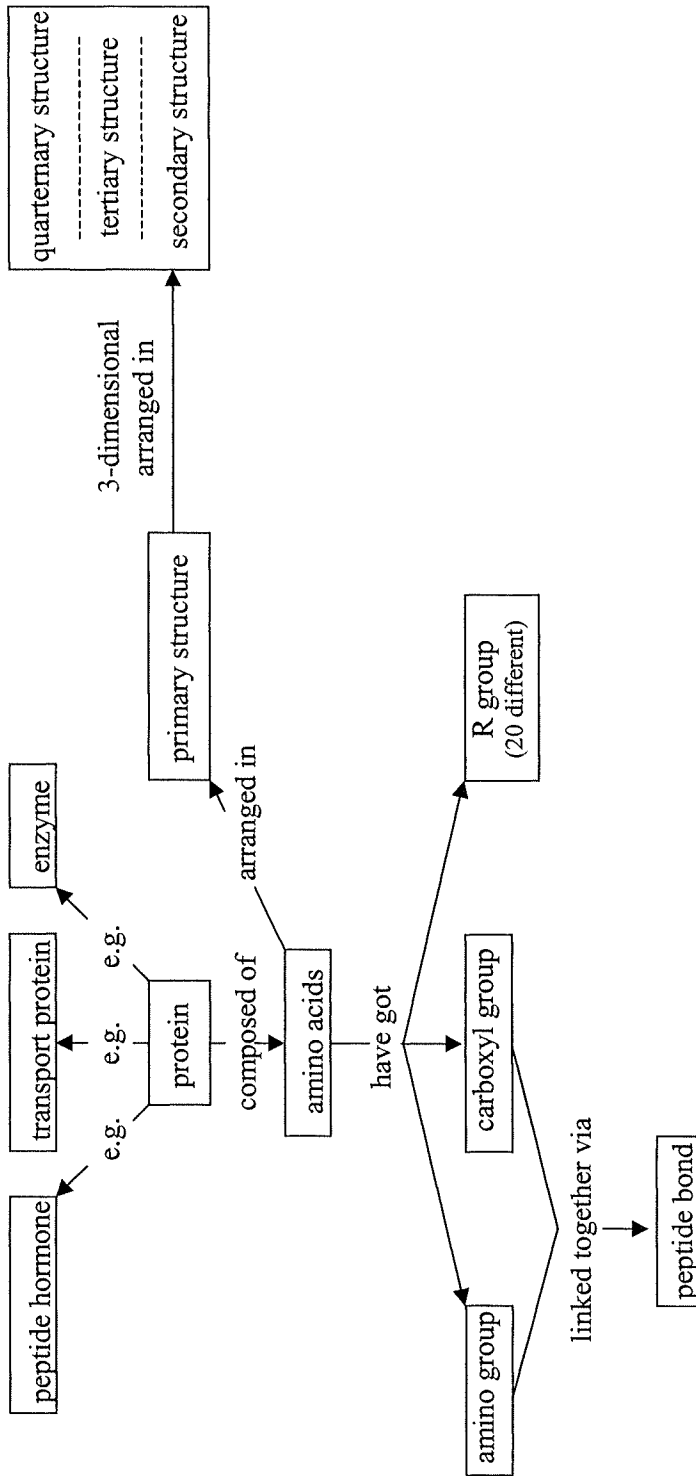 peptide hormone
transport protein
enzyme
e.g.
e.g.
e.g.
protein
composed of
amino acids
arranged in
primary structure
3-dimensional
arranged in
quarternary structure
tertiary structure
secondary structure
have got
amino group
carboxyl group
R group
(20 different)
linked together via
peptide bond